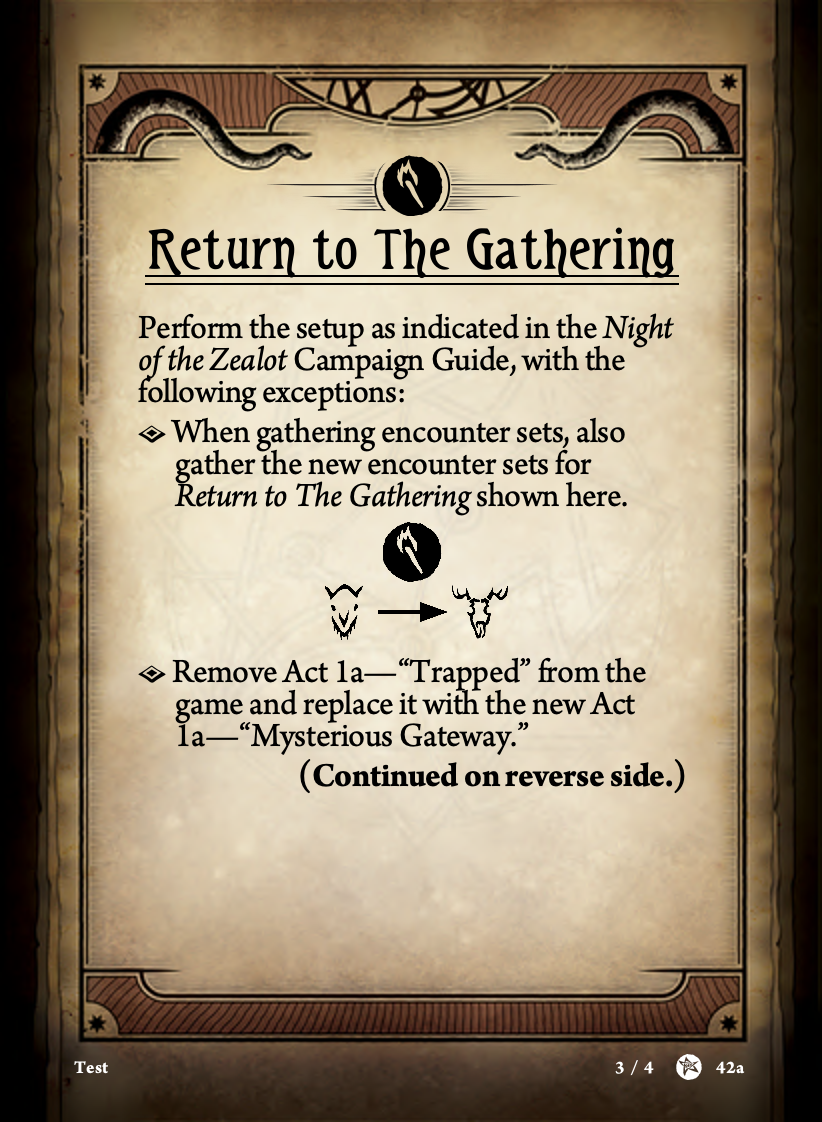 Return to The Gathering
Perform the setup as indicated in the Night
of the Zealot Campaign Guide, with the
following exceptions:
When gathering encounter sets, also
gather the new encounter sets for
Return to The Gathering shown here.
Remove Act 1a—“Trapped” from the
game and replace it with the new Act
1a—“Mysterious Gateway.”
(Continued on reverse side.)
Test
3 / 4
42a